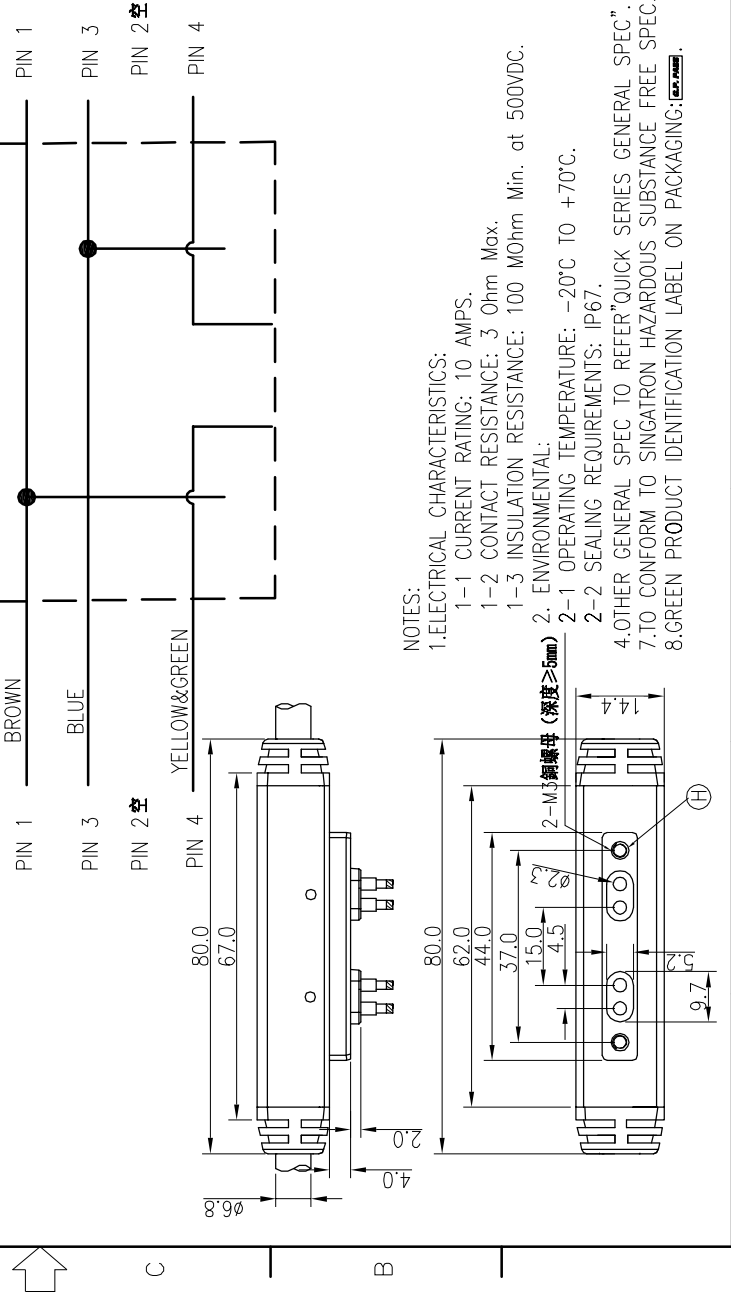 BROWN
PIN 1
PIN 1
BLUE
PIN 3
PIN 3
PIN 2空
PIN 2空
YELLOW&GREEN
PIN 4
PIN 4
80.0
67.0
2.0
4.0
ø6.8
C
B
80.0
62.0
44.0
37.0
15.0
4.5
ø2.3
5.2
9.7
14.4
H
2-M3銅螺母（深度≥5mm）
NOTES:
1.ELECTRICAL CHARACTERISTICS:
1-1 CURRENT RATING: 10 AMPS.
1-2 CONTACT RESISTANCE: 3 Ohm Max.
1-3 INSULATION RESISTANCE: 100 MOhm Min. at 500VDC.
2. ENVIRONMENTAL:
2-1 OPERATING TEMPERATURE: -20°C TO +70°C.
2-2 SEALING REQUIREMENTS: IP67.
4.OTHER GENERAL SPEC TO REFER"QUICK SERIES GENERAL SPEC".
7.TO CONFORM TO SINGATRON HAZARDOUS SUBSTANCE FREE SPEC.
8.GREEN PRODUCT IDENTIFICATION LABEL ON PACKAGING: G.P. PASS .